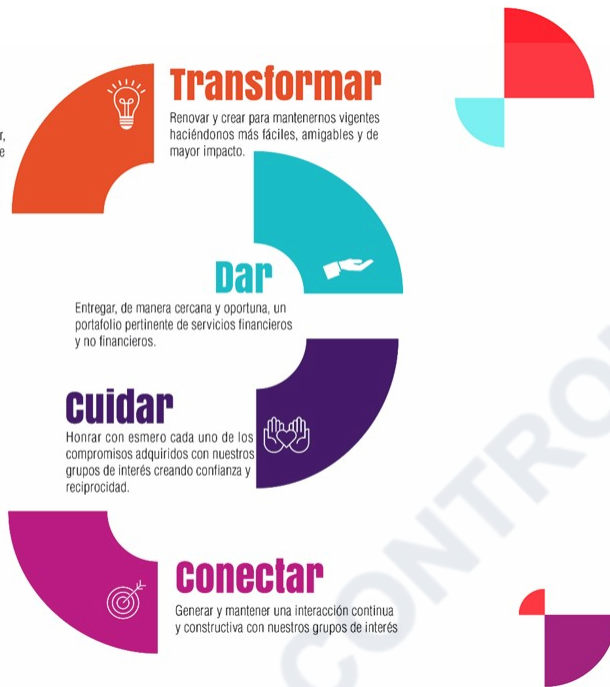 Transformar
Renovar y crear para mantenernos vigentes
haciéndonos más fáciles, amigables y de
mayor impacto.
Dar
Entregar, de manera cercana y oportuna, un
portafolio pertinente de servicios financieros
y no financieros.
Cuidar
Honrar con esmero cada uno de los
compromisos adquiridos con nuestros
grupos de interés creando confianza y
reciprocidad.
Conectar
Generar y mantener una interacción continua
y constructiva con nuestros grupos de interés